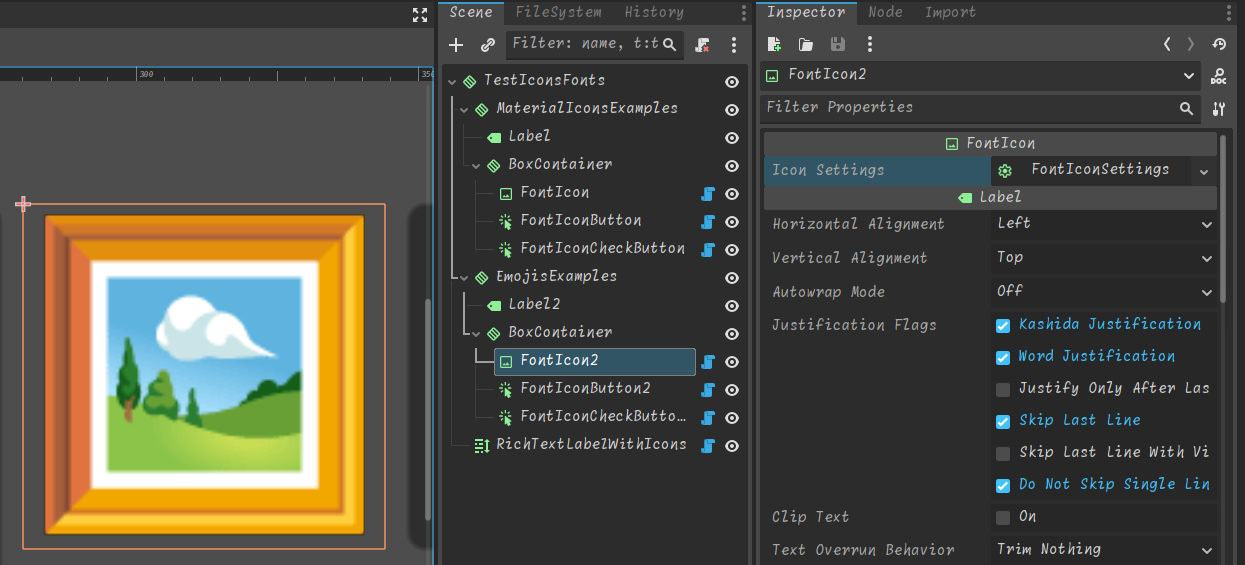 Scene FileSystem History
Filter: name, t:t
300
350
TestIconsFonts
MaterialIconsExamples
Label
BoxContainer
FontIcon
FontIconButton
FontIconCheckButton
EmojisExamples
Label2
BoxContainer
FontIcon2
FontIconButton2
FontIconCheckButto...
RichTextLabelWithIcons
Inspector Node Import
FontIcon2
DOC
Filter Properties
FontIcon
Icon Settings FontIconSettings
Label
Horizontal Alignment Left
Vertical Alignment Top
Autowrap Mode Off
Justification Flags Kashida Justification
Word Justification
Justify Only After Las
Skip Last Line
Skip Last Line With Vi
Do Not Skip Single Lin
Clip Text On
Text Overrun Behavior Trim Nothing